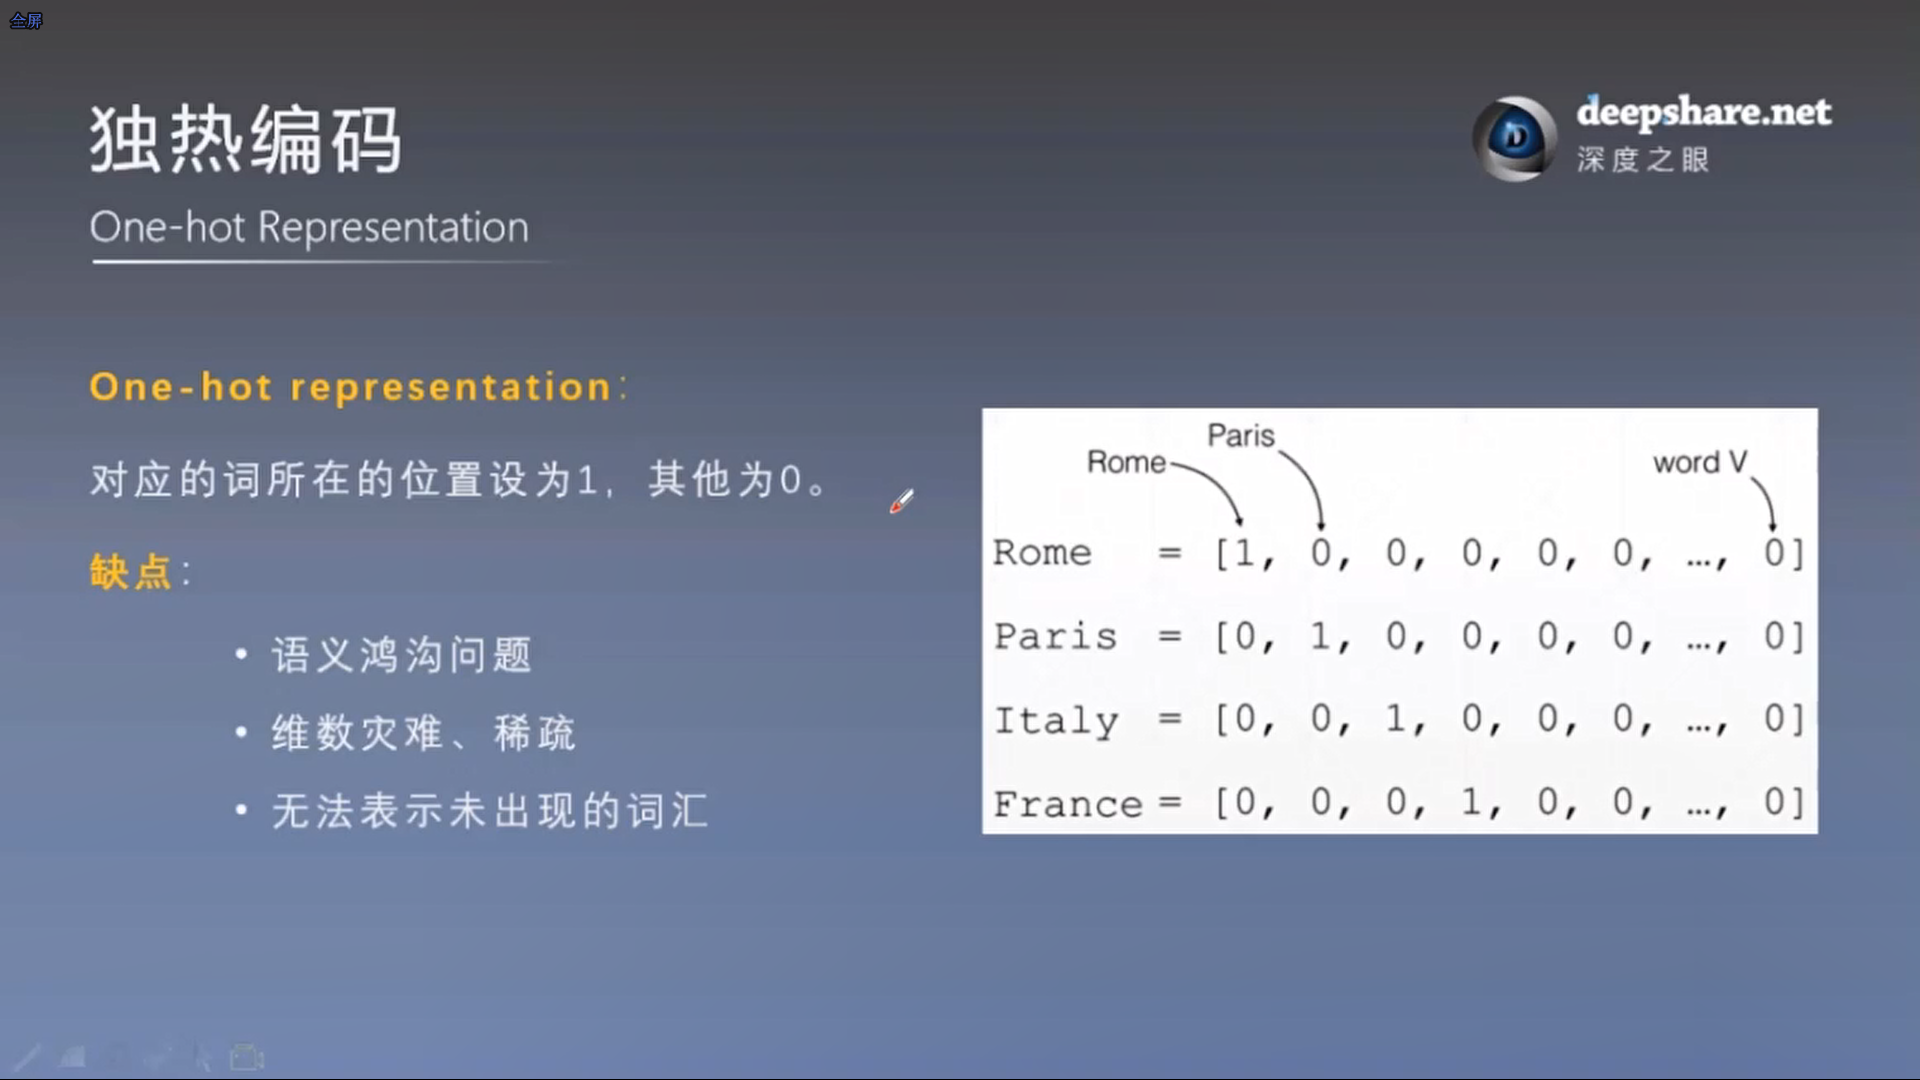 全屏
独热编码
One-hot Representation
deepshare.net
深度之眼
One-hot representation:
对应的词所在的位置设为1，其他为0。
缺点：
• 语义鸿沟问题
• 维数灾难、稀疏
• 无法表示未出现的词汇
Paris
Rome
word V
Rome = [1, 0, 0, 0, 0, 0, …, 0]
Paris = [0, 1, 0, 0, 0, 0, …, 0]
Italy = [0, 0, 1, 0, 0, 0, …, 0]
France = [0, 0, 0, 1, 0, 0, …, 0]